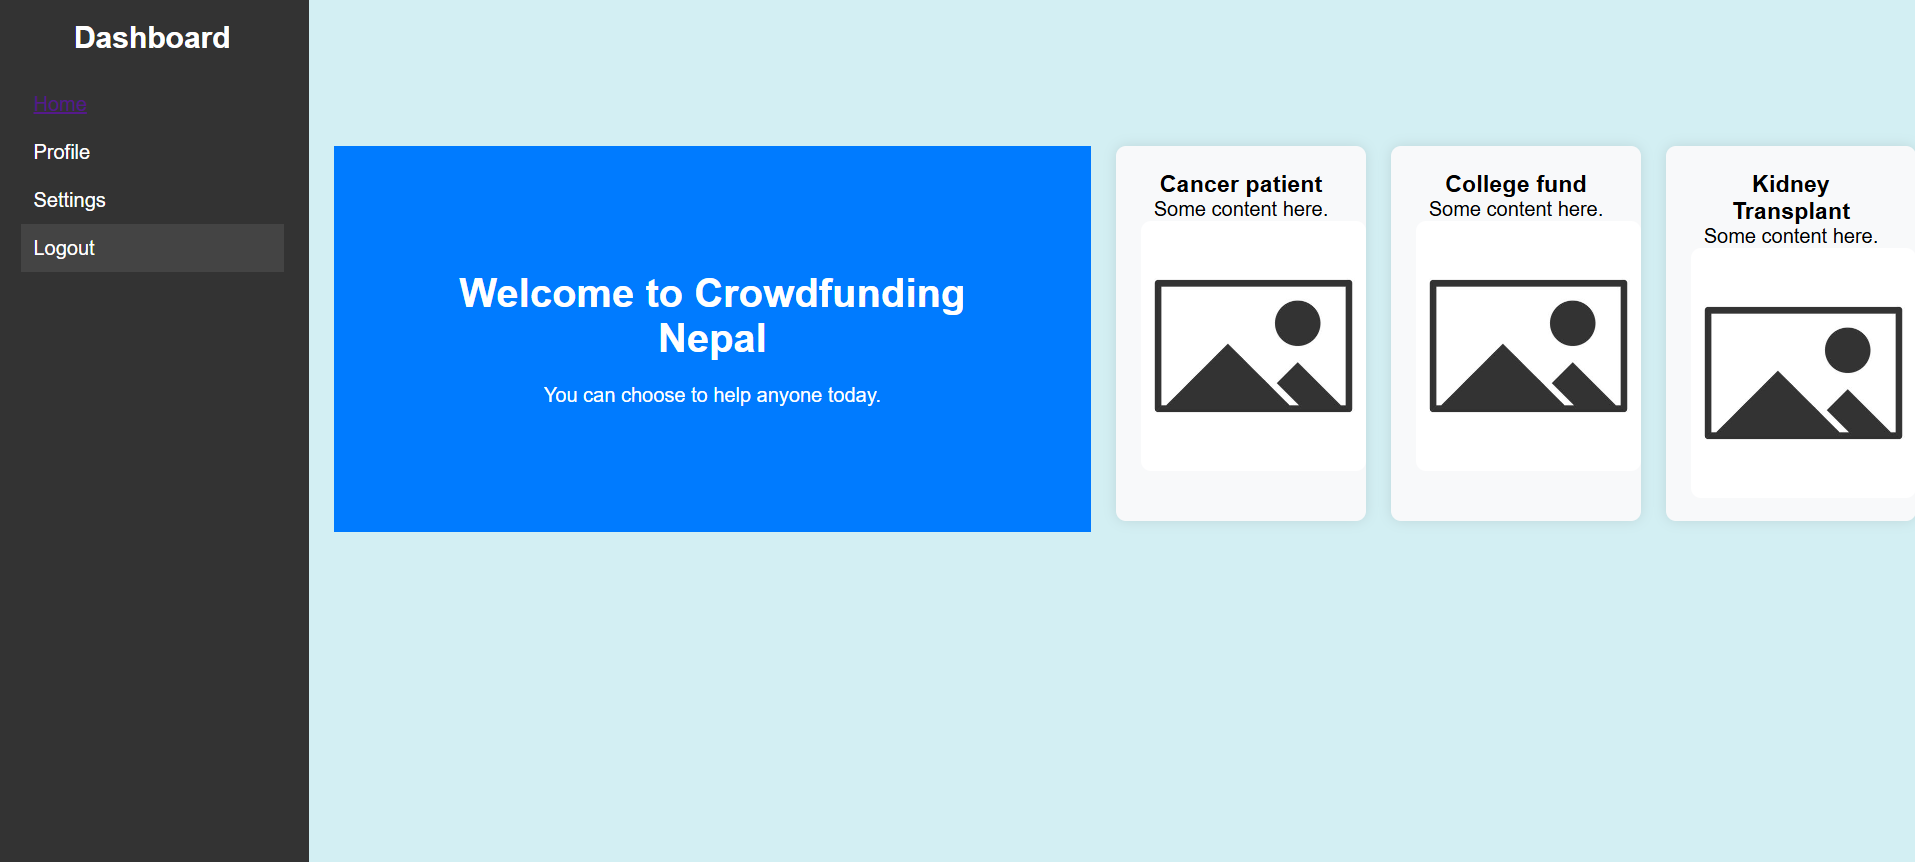 Dashboard
Home
Profile
Settings
Logout
Welcome to Crowdfunding
Nepal
You can choose to help anyone today.
Cancer patient
Some content here.
College fund
Some content here.
Kidney
Transplant
Some content here.